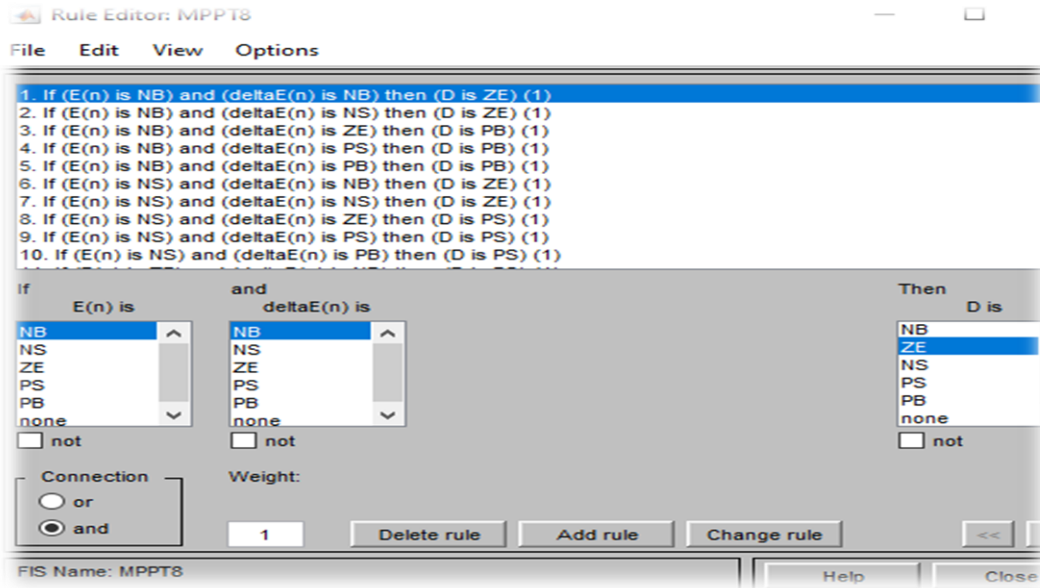 Rule Editor: MPPT8
File Edit View Options
1. If (E(n) is NB) and (deltaE(n) is NB) then (D is ZE) (1)
2. If (E(n) is NB) and (deltaE(n) is NS) then (D is ZE) (1)
3. If (E(n) is NB) and (deltaE(n) is ZE) then (D is PB) (1)
4. If (E(n) is NB) and (deltaE(n) is PS) then (D is PB) (1)
5. If (E(n) is NB) and (deltaE(n) is PB) then (D is PB) (1)
6. If (E(n) is NS) and (deltaE(n) is NB) then (D is ZE) (1)
7. If (E(n) is NS) and (deltaE(n) is NS) then (D is ZE) (1)
8. If (E(n) is NS) and (deltaE(n) is ZE) then (D is PS) (1)
9. If (E(n) is NS) and (deltaE(n) is PS) then (D is PS) (1)
10. If (E(n) is NS) and (deltaE(n) is PB) then (D is PS) (1)
If and Then
E(n) is deltaE(n) is D is
NB NB NB
NS NS ZE
ZE ZE NS
PS PS PS
PB PB PB
none none none
not not not
Connection Weight:
or
and 1 Delete rule Add rule Change rule <<
FIS Name: MPPT8 Help Close